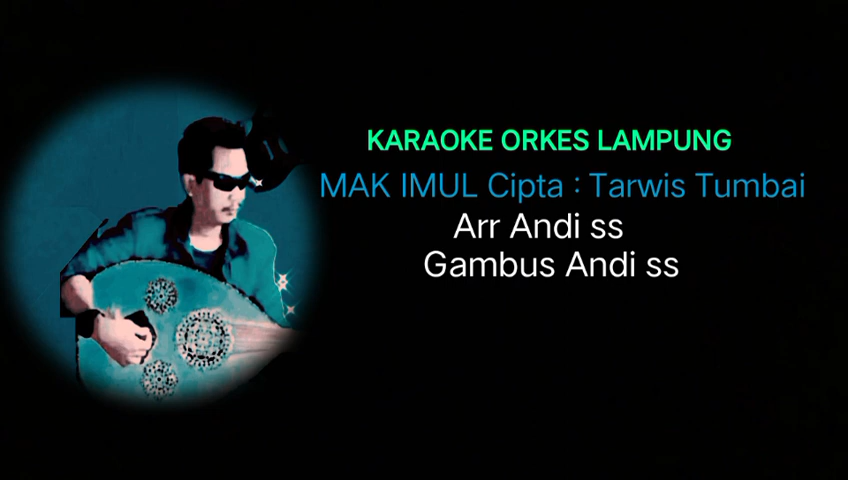 KARAOKE ORKES LAMPUNG
MAK IMUL Cipta : Tarwis Tumbai
Arr Andi ss
Gambus Andi ss